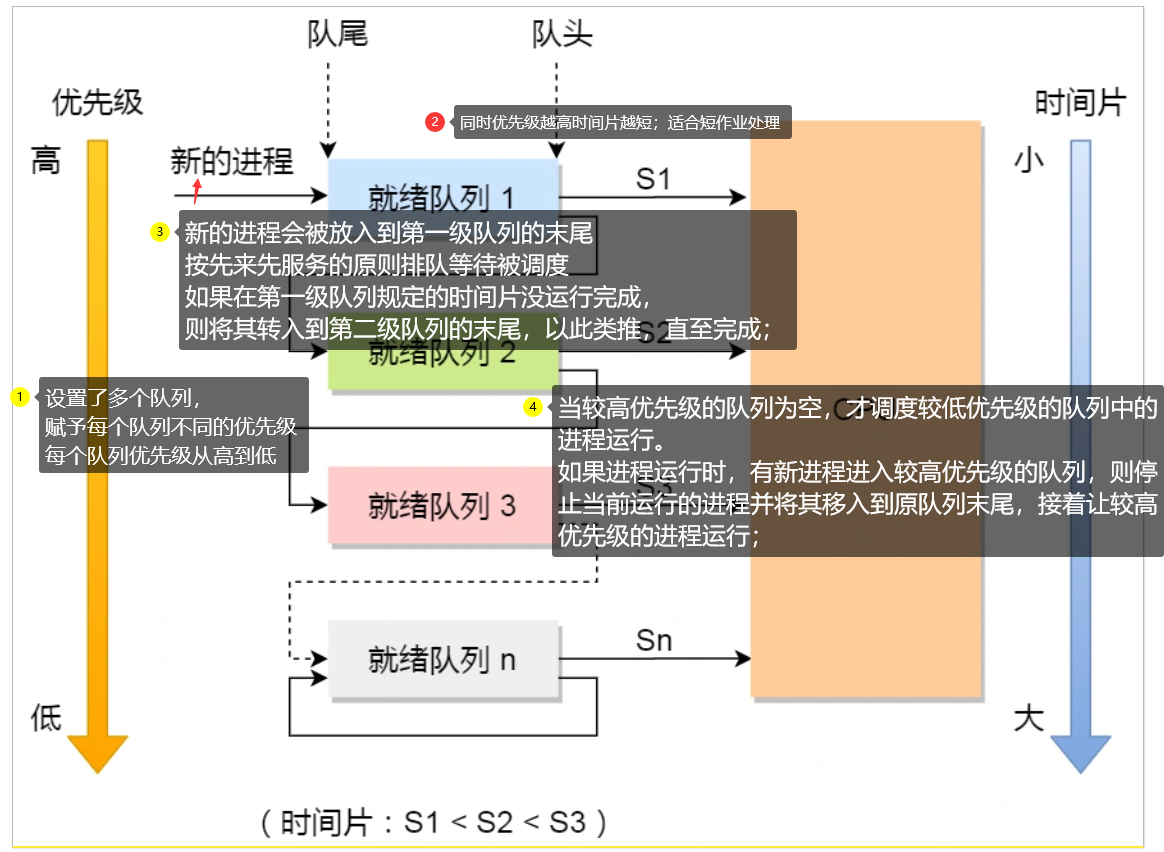 队尾
队头
优先级
时间片
2
同时优先级越高时间片越短；适合短作业处理
高
新的进程
小
就绪队列 1
S1
3
新的进程会被放入到第一级队列的末尾
按先来先服务的原则排队等待被调度
如果在第一级队列规定的时间片没运行完成，
则将其转入到第二级队列的末尾，以此类推，直至完成；
S2
就绪队列 2
1
设置了多个队列，
赋予每个队列不同的优先级
每个队列优先级从高到低
4
当较高优先级的队列为空，才调度较低优先级的队列中的
进程运行。
如果进程运行时，有新进程进入较高优先级的队列，则停
止当前运行的进程并将其移入到原队列末尾，接着让较高
优先级的进程运行；
就绪队列 3
S3
就绪队列 n
Sn
低
大
（时间片：S1 < S2 < S3 ）